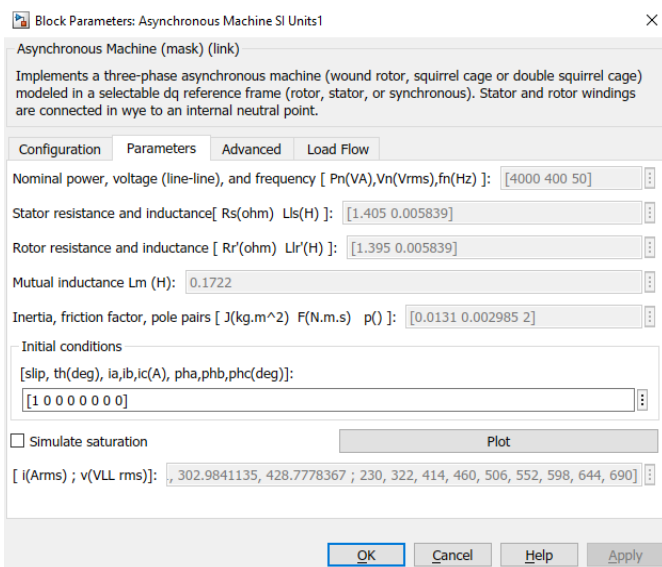 Block Parameters: Asynchronous Machine SI Units1
Asynchronous Machine (mask) (link)
Implements a three-phase asynchronous machine (wound rotor, squirrel cage or double squirrel cage)
modeled in a selectable dq reference frame (rotor, stator, or synchronous). Stator and rotor windings
are connected in wye to an internal neutral point.
Configuration Parameters Advanced Load Flow
Nominal power, voltage (line-line), and frequency [ Pn(VA),Vn(Vrms),fn(Hz) ]: [4000 400 50]
Stator resistance and inductance[ Rs(ohm) Lls(H) ]: [1.405 0.005839]
Rotor resistance and inductance [ Rr'(ohm) Llr'(H) ]: [1.395 0.005839]
Mutual inductance Lm (H): 0.1722
Inertia, friction factor, pole pairs [ J(kg.m^2) F(N.m.s) p() ]: [0.0131 0.002985 2]
Initial conditions
[slip, th(deg), ia,ib,ic(A), pha,phb,phc(deg)]:
[1 0 0 0 0 0 0 0]
Simulate saturation Plot
[ i(Arms) ; v(VLL rms)]: , 302.9841135, 428.7778367 ; 230, 322, 414, 460, 506, 552, 598, 644, 690]
OK Cancel Help Apply